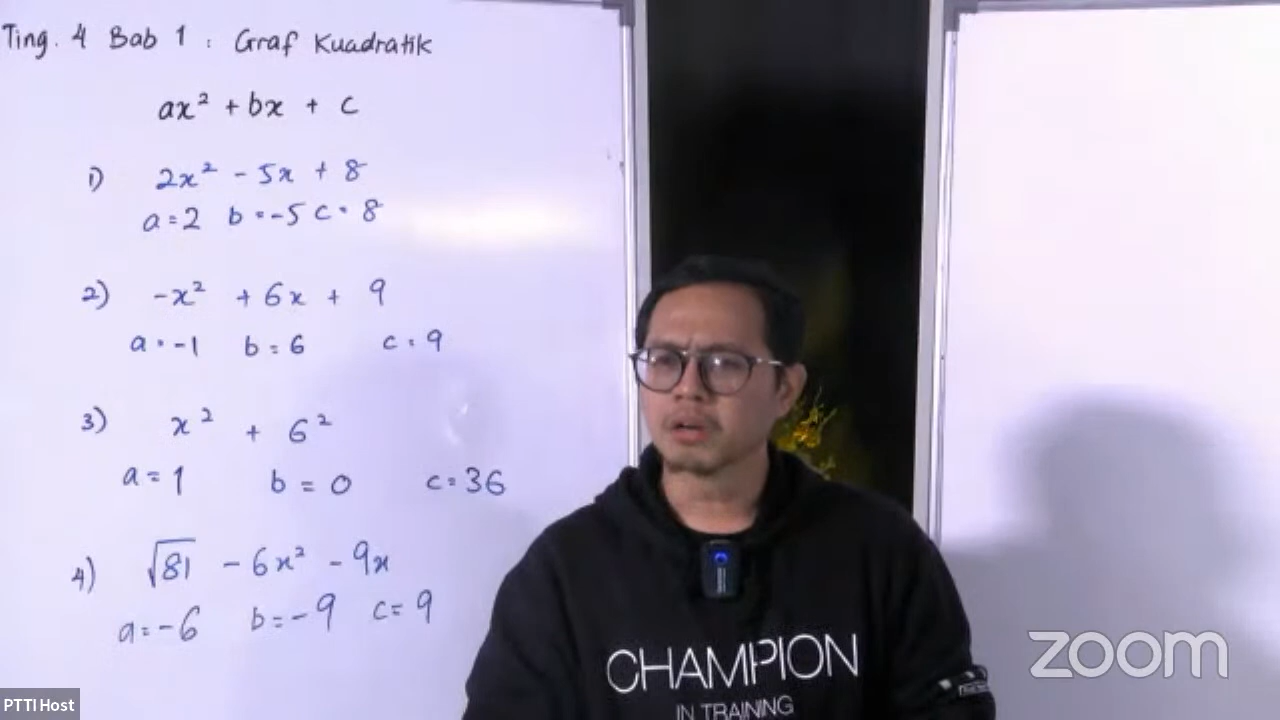 Ting. 4 Bab 1 : Graf Kuadratik
ax² + bx + c
1) 2x² - 5x + 8
a = 2 b = -5 c = 8
2) -x² + 6x + 9
a = -1 b = 6 c = 9
3) x² + 6²
a = 1 b = 0 c = 36
4) √81 - 6x² - 9x
a = -6 b = -9 c = 9
CHAMPION
IN TRAINING
zoom
PTTI Host